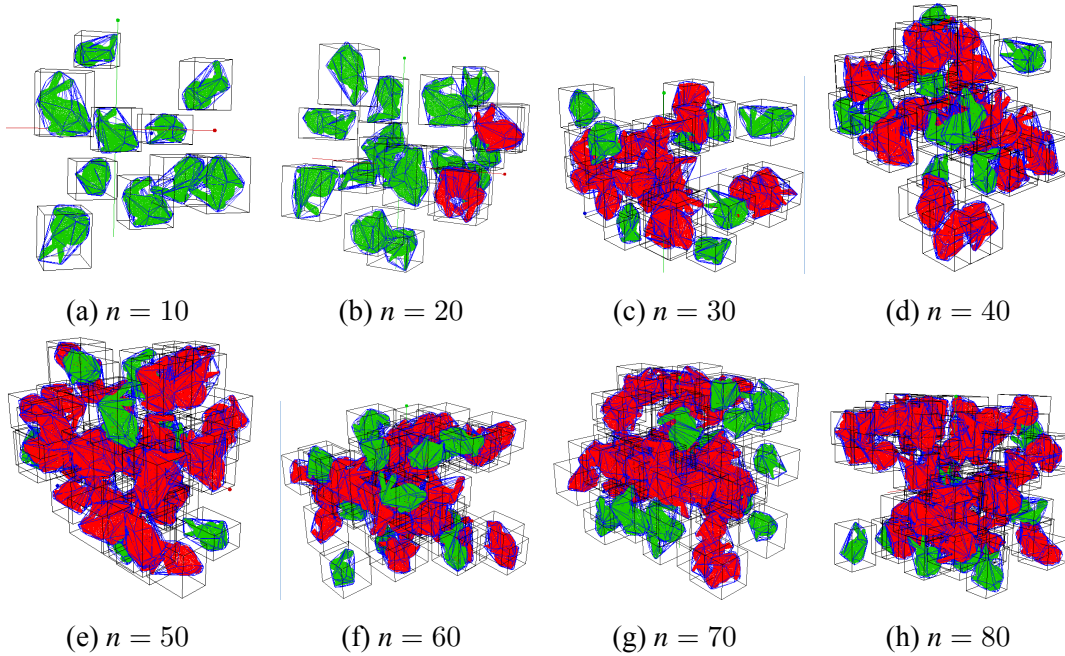 (a) n = 10
(b) n = 20
(c) n = 30
(d) n = 40
(e) n = 50
(f) n = 60
(g) n = 70
(h) n = 80